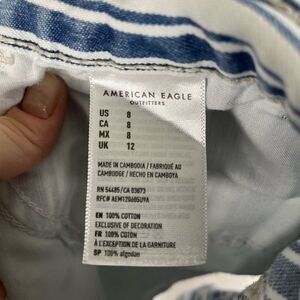 AMERICAN EAGLE
OUTFITTERS
US 8
CA 8
MX 8
UK 12
MADE IN CAMBODIA / FABRIQUÉ AU
CAMBODGE / HECHO EN CAMBOYA
RN 54485/CA 03873
RFC# AEM120605U9A
EN 100% COTTON
EXCLUSIVE OF DECORATION
FR 100% COTON
À L'EXCEPTION DE LA GARNITURE
SP 100% algodón